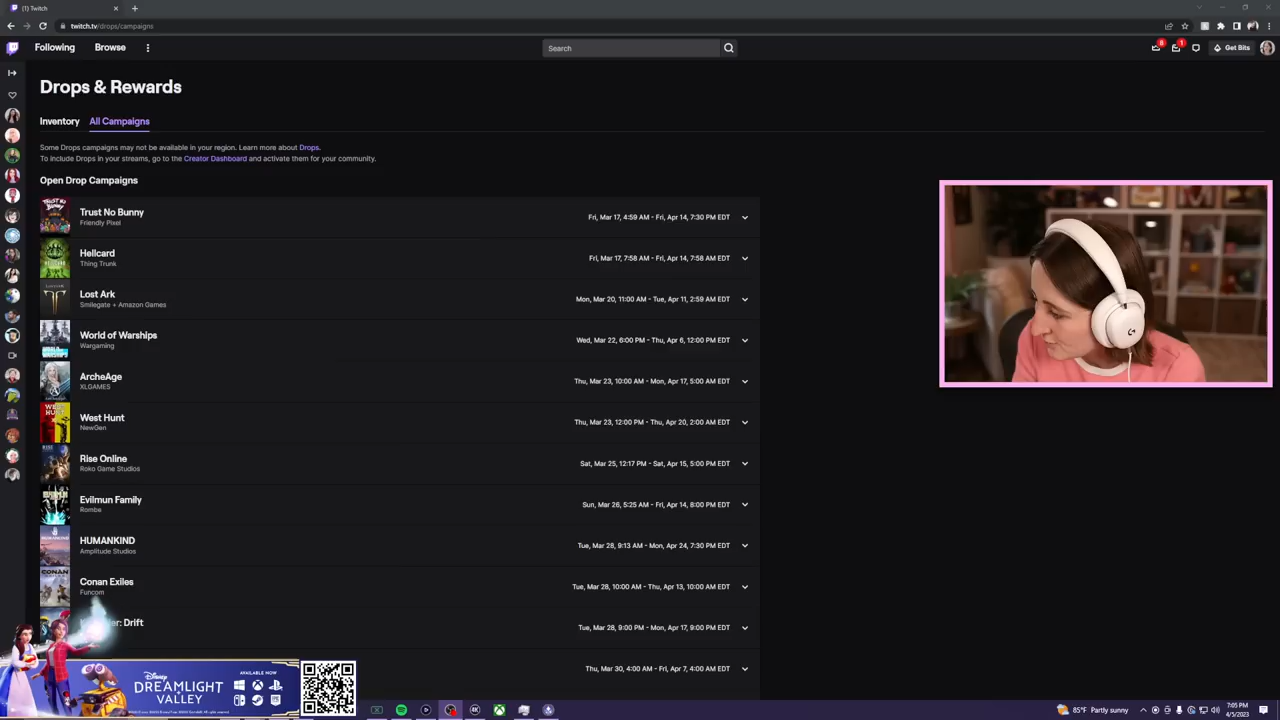 (1) Twitch
twitch.tv/drops/campaigns
Following
Browse
Search
8
1
Get Bits
Drops & Rewards
Inventory
All Campaigns
Some Drops campaigns may not be available in your region. Learn more about Drops.
To include Drops in your streams, go to the Creator Dashboard and activate them for your community.
Open Drop Campaigns
Trust No Bunny
Friendly Pixel
Fri, Mar 17, 4:59 AM - Fri, Apr 14, 7:30 PM EDT
Hellcard
Thing Trunk
Fri, Mar 17, 7:58 AM - Fri, Apr 14, 7:58 AM EDT
Lost Ark
Smilegate + Amazon Games
Mon, Mar 20, 11:00 AM - Tue, Apr 11, 2:59 AM EDT
World of Warships
Wargaming
Wed, Mar 22, 6:00 PM - Thu, Apr 6, 12:00 PM EDT
ArcheAge
XLGAMES
Thu, Mar 23, 10:00 AM - Mon, Apr 17, 5:00 AM EDT
West Hunt
NewGen
Thu, Mar 23, 12:00 PM - Thu, Apr 20, 2:00 AM EDT
Rise Online
Roko Game Studios
Sat, Mar 25, 12:17 PM - Sat, Apr 15, 5:00 PM EDT
Evilmun Family
Rombe
Sun, Mar 26, 5:25 AM - Fri, Apr 14, 8:00 PM EDT
HUMANKIND
Amplitude Studios
Tue, Mar 28, 9:13 AM - Mon, Apr 24, 7:30 PM EDT
Conan Exiles
Funcom
Tue, Mar 28, 10:00 AM - Thu, Apr 13, 10:00 AM EDT
Drift
Tue, Mar 28, 9:00 PM - Mon, Apr 17, 9:00 PM EDT
Thu, Mar 30, 4:00 AM - Fri, Apr 7, 4:00 AM EDT
Disney
DREAMLIGHT
VALLEY
AVAILABLE NOW
85°F Partly sunny
7:05 PM
4/5/2023